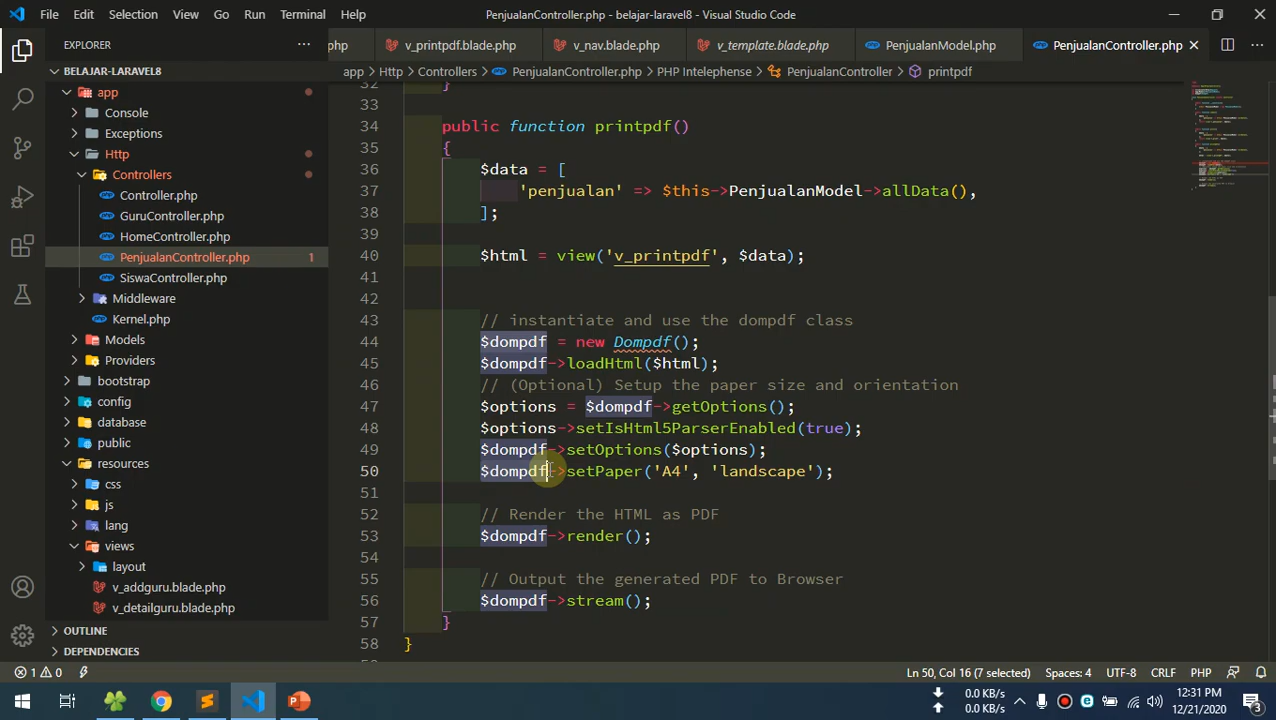 File Edit Selection View Go Run Terminal Help PenjualanController.php - belajar-laravel8 - Visual Studio Code
EXPLORER
php v_printpdf.blade.php v_nav.blade.php v_template.blade.php PenjualanModel.php PenjualanController.php
BELAJAR-LARAVEL8
app > Http > Controllers > PenjualanController.php > PHP Intelephense > PenjualanController > printpdf
app
Console
Exceptions
Http
Controllers
Controller.php
GuruController.php
HomeController.php
PenjualanController.php 1
SiswaController.php
Middleware
Kernel.php
Models
Providers
bootstrap
config
database
public
resources
css
js
lang
views
layout
v_addguru.blade.php
v_detailguru.blade.php
OUTLINE
DEPENDENCIES
32 }
33
34 public function printpdf()
35 {
36 $data = [
37 'penjualan' => $this->PenjualanModel->allData(),
38 ];
39
40 $html = view('v_printpdf', $data);
41
42
43 // instantiate and use the dompdf class
44 $dompdf = new Dompdf();
45 $dompdf->loadHtml($html);
46 // (Optional) Setup the paper size and orientation
47 $options = $dompdf->getOptions();
48 $options->setIsHtml5ParserEnabled(true);
49 $dompdf->setOptions($options);
50 $dompdf->setPaper('A4', 'landscape');
51
52 // Render the HTML as PDF
53 $dompdf->render();
54
55 // Output the generated PDF to Browser
56 $dompdf->stream();
57 }
58 }
1 0 Ln 50, Col 16 (7 selected) Spaces: 4 UTF-8 CRLF PHP
0.0 KB/s
0.0 KB/s
12:31 PM
12/21/2020
3